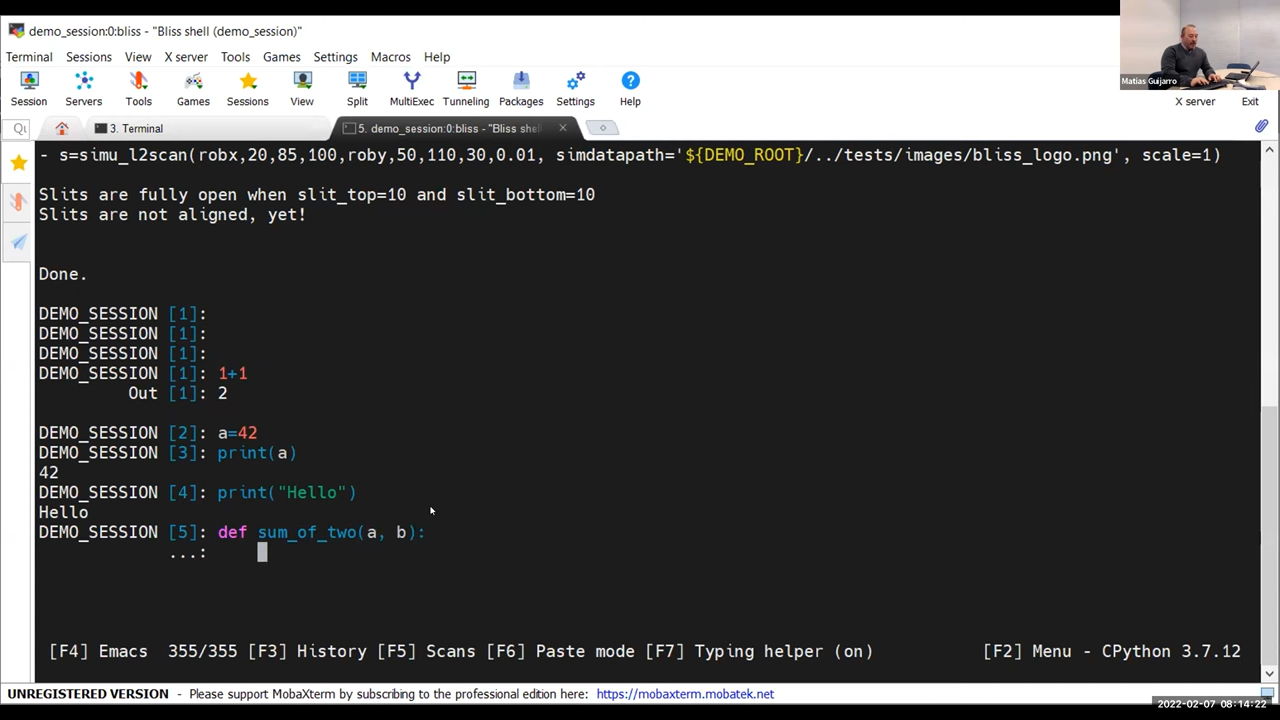 demo_session:0:bliss - "Bliss shell (demo_session)"
Matias Guijarro
Terminal Sessions View X server Tools Games Settings Macros Help
Session Servers Tools Games Sessions View Split MultiExec Tunneling Packages Settings Help X server Exit
Qu 3. Terminal 5. demo_session:0:bliss - "Bliss shel
- s=simu_l2scan(robx,20,85,100,roby,50,110,30,0.01, simdatapath='${DEMO_ROOT}/../tests/images/bliss_logo.png', scale=1)
Slits are fully open when slit_top=10 and slit_bottom=10
Slits are not aligned, yet!
Done.
DEMO_SESSION [1]:
DEMO_SESSION [1]:
DEMO_SESSION [1]:
DEMO_SESSION [1]: 1+1
Out [1]: 2
DEMO_SESSION [2]: a=42
DEMO_SESSION [3]: print(a)
42
DEMO_SESSION [4]: print("Hello")
Hello
DEMO_SESSION [5]: def sum_of_two(a, b):
...:
[F4] Emacs 355/355 [F3] History [F5] Scans [F6] Paste mode [F7] Typing helper (on) [F2] Menu - CPython 3.7.12
UNREGISTERED VERSION - Please support MobaXterm by subscribing to the professional edition here: https://mobaxterm.mobatek.net
2022-02-07 08:14:22